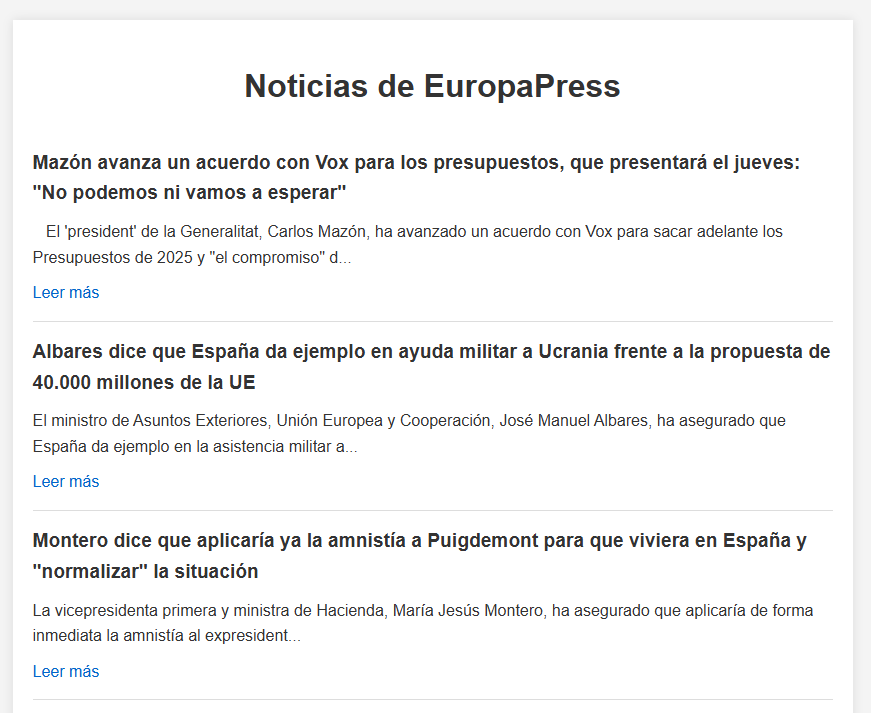 Noticias de EuropaPress
Mazón avanza un acuerdo con Vox para los presupuestos, que presentará el jueves:
"No podemos ni vamos a esperar"
El 'president' de la Generalitat, Carlos Mazón, ha avanzado un acuerdo con Vox para sacar adelante los
Presupuestos de 2025 y "el compromiso" d...
Leer más
Albares dice que España da ejemplo en ayuda militar a Ucrania frente a la propuesta de
40.000 millones de la UE
El ministro de Asuntos Exteriores, Unión Europea y Cooperación, José Manuel Albares, ha asegurado que
España da ejemplo en la asistencia militar a...
Leer más
Montero dice que aplicaría ya la amnistía a Puigdemont para que viviera en España y
"normalizar" la situación
La vicepresidenta primera y ministra de Hacienda, María Jesús Montero, ha asegurado que aplicaría de forma
inmediata la amnistía al expresident...
Leer más